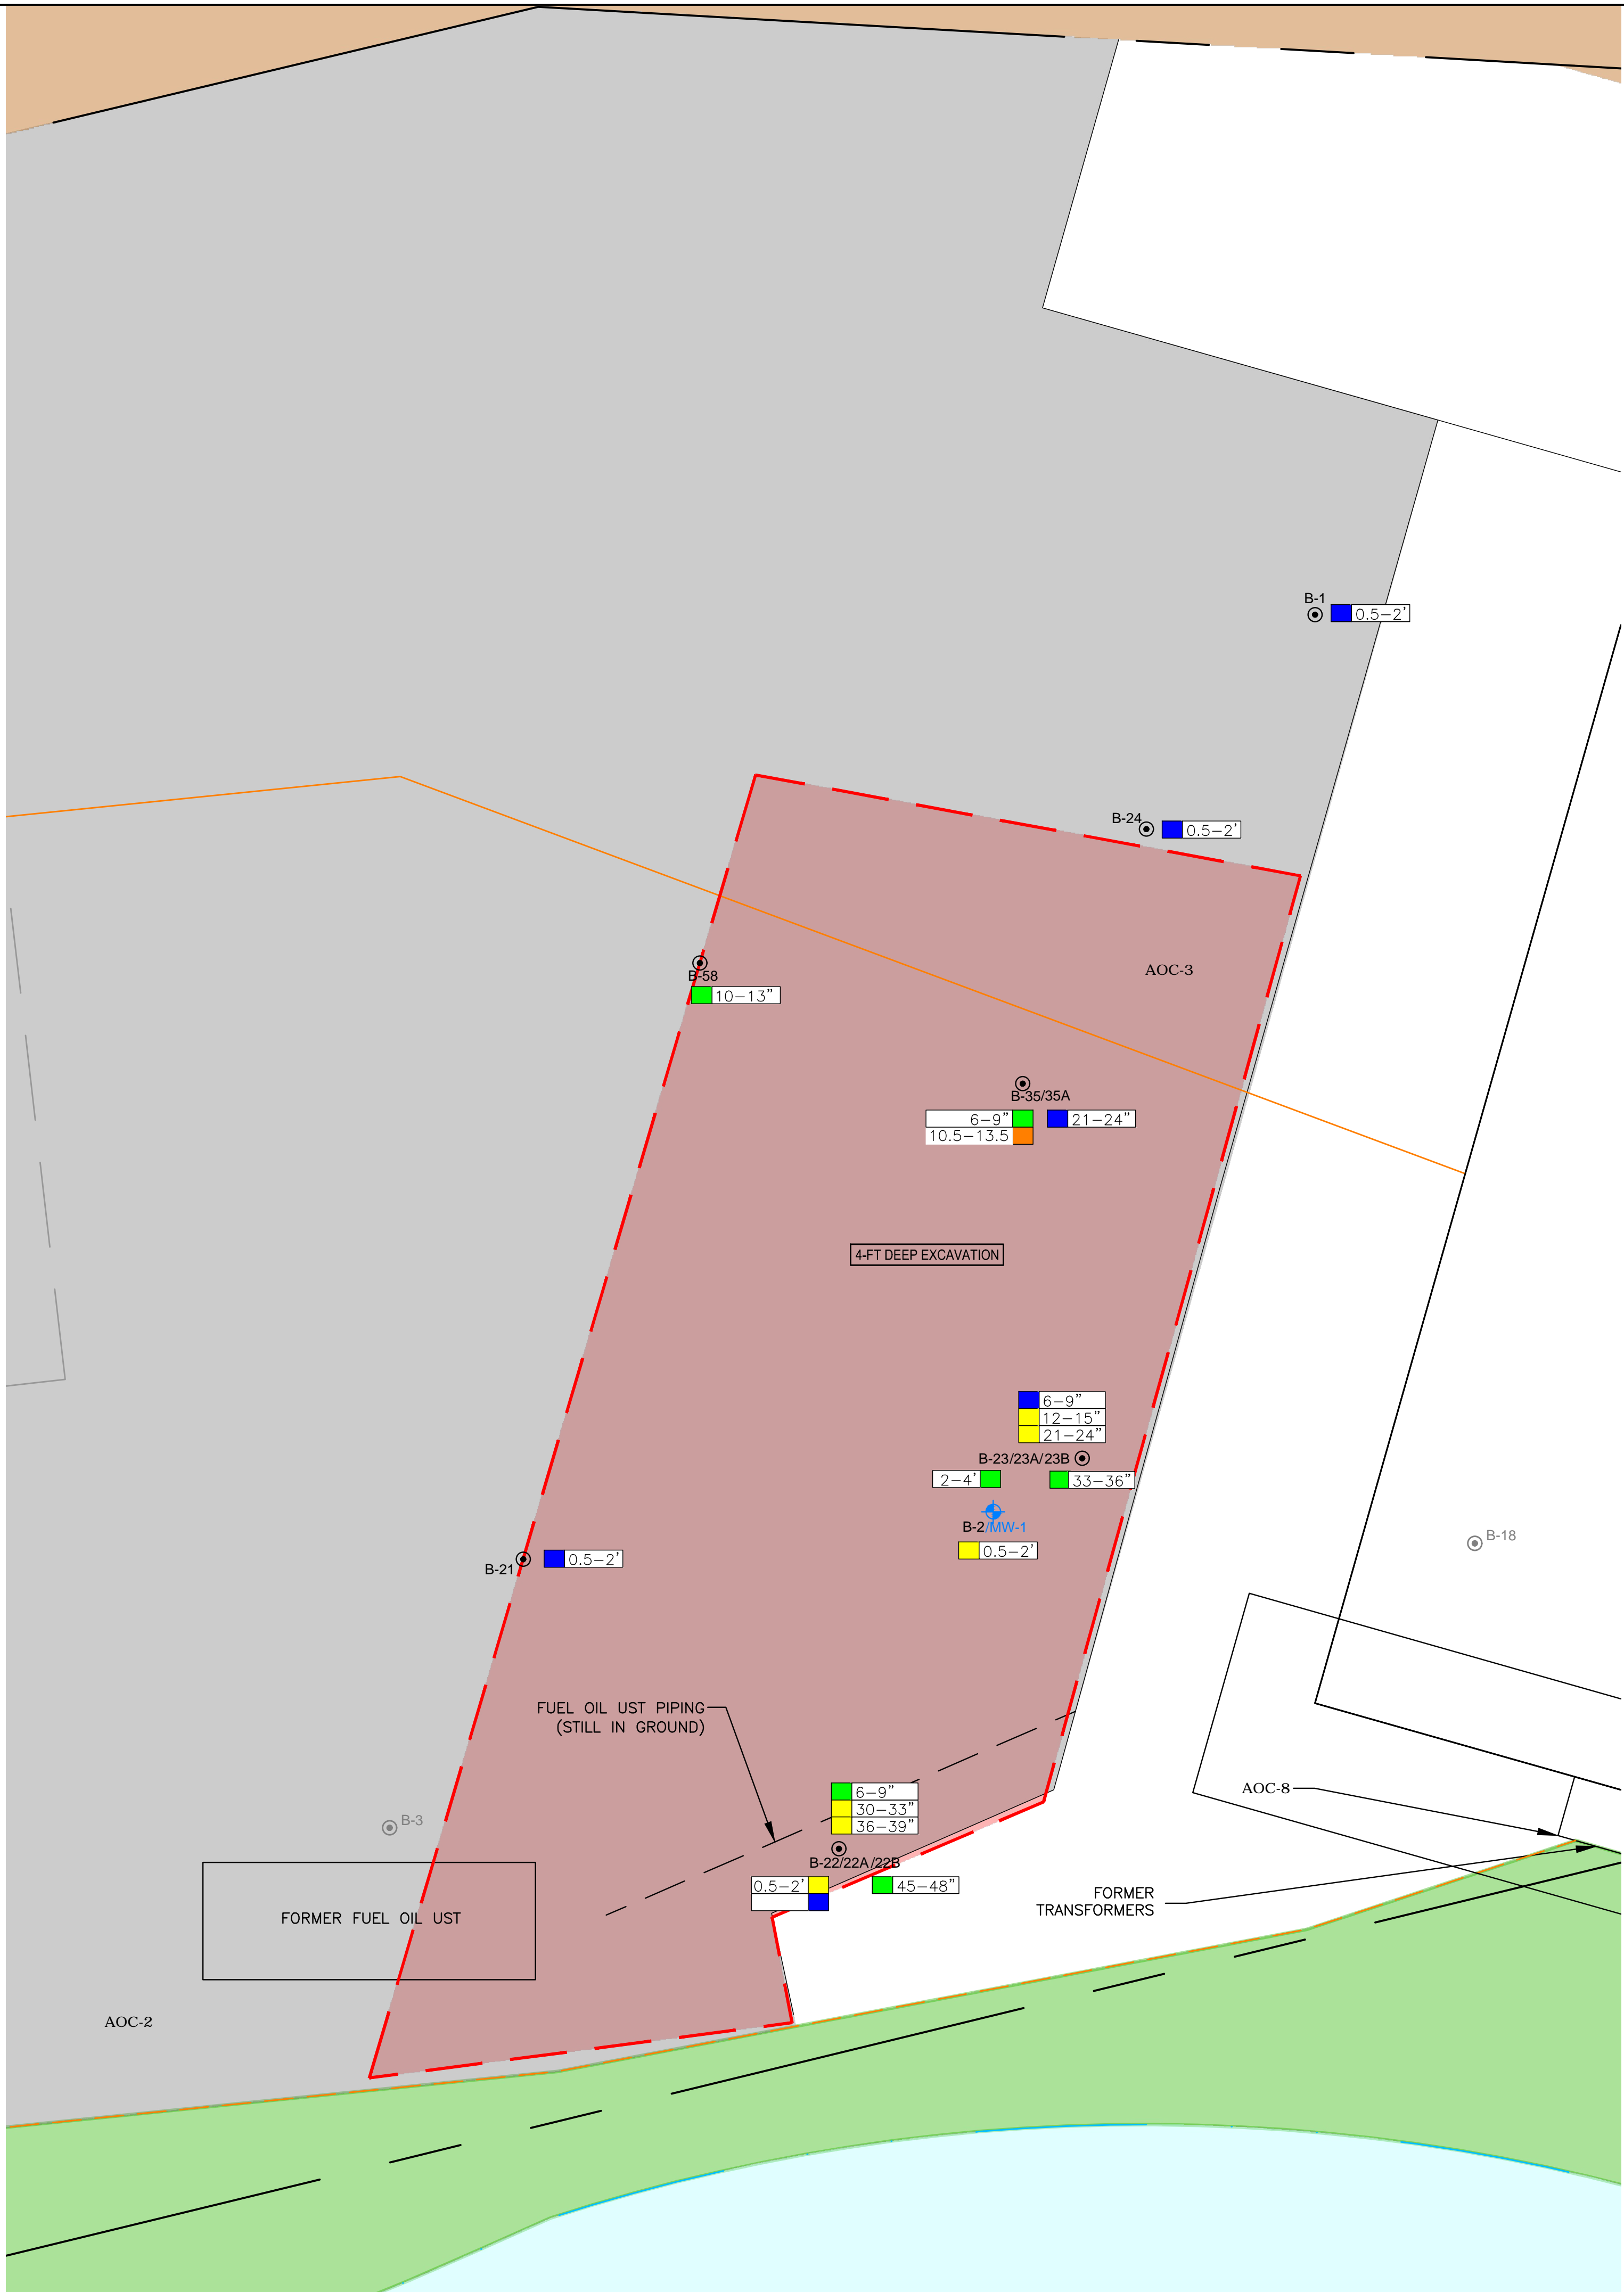 B-1
0.5-2'
B-24
0.5-2'
AOC-3
B-58
10-13"
B-35/35A
6-9"
21-24"
10.5-13.5
4-FT DEEP EXCAVATION
6-9"
12-15"
21-24"
B-23/23A/23B
2-4'
33-36"
B-2/MW-1
0.5-2'
B-18
B-21
0.5-2'
FUEL OIL UST PIPING
(STILL IN GROUND)
6-9"
30-33"
36-39"
AOC-8
B-3
B-22/22A/22B
0.5-2'
45-48"
FORMER
TRANSFORMERS
FORMER FUEL OIL UST
AOC-2